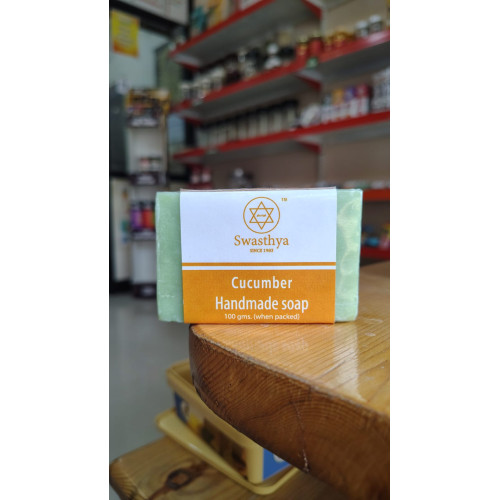 TM
Swasthya
SINCE 1983
Cucumber
Handmade soap
100 gms. (when packed)